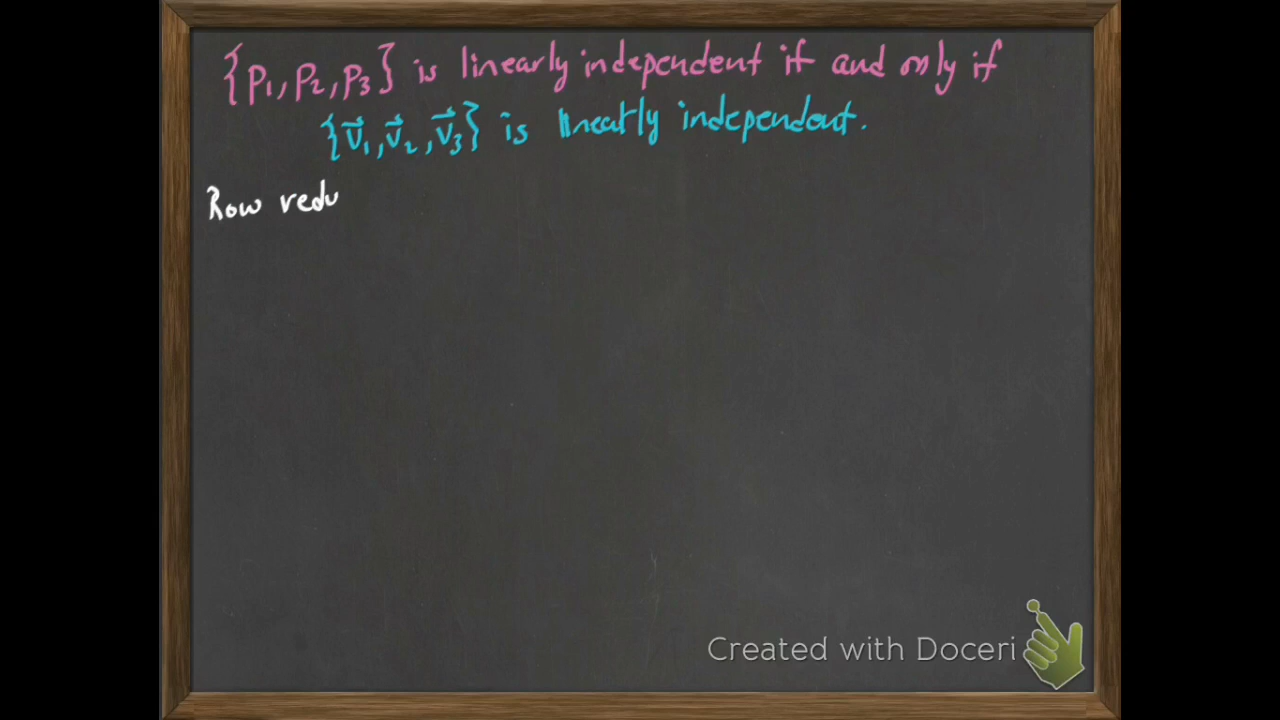 {p₁, p₂, p₃} is linearly independent if and only if
{v⃗₁, v⃗₂, v⃗₃} is lineatly independent.
Row redu
Created with Doceri